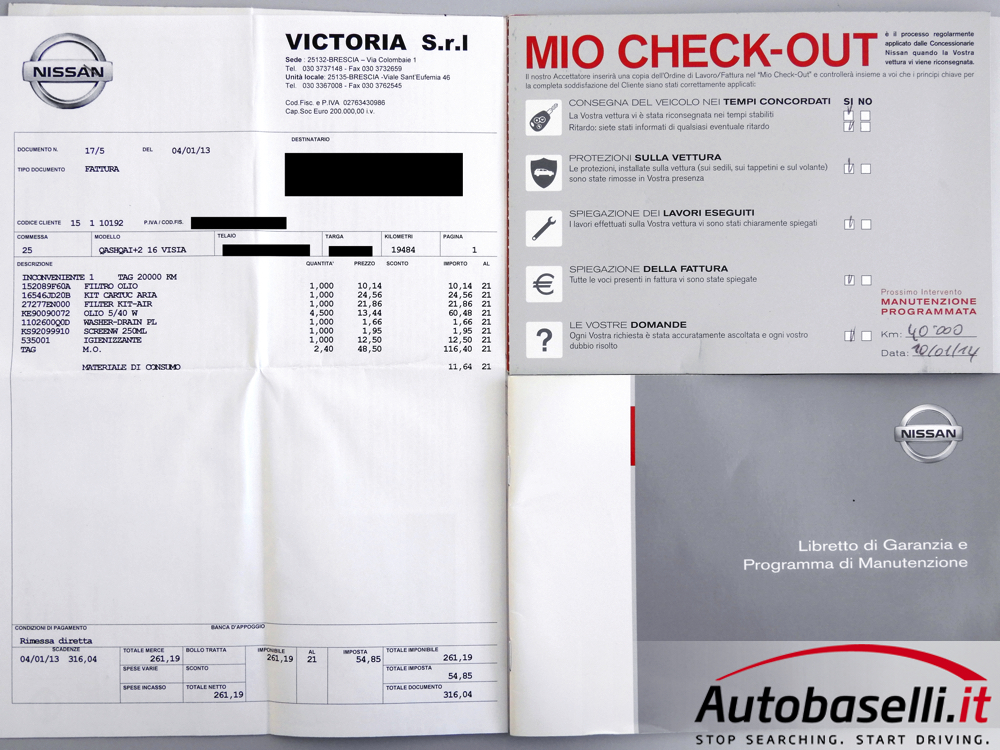 NISSAN
VICTORIA S.r.l
Sede : 25132-BRESCIA – Via Colombaie 1
Tel. 030 3737148 - Fax 030 3732659
Unità locale: 25135-BRESCIA -Viale Sant'Eufemia 46
Tel. 030 3367008 - Fax 030 3762545
Cod.Fisc. e P.IVA 02763430986
Cap.Soc Euro 200.000,00 i.v.
DOCUMENTO N. 17/5 DEL 04/01/13
DESTINATARIO
TIPO DOCUMENTO FATTURA
CODICE CLIENTE 15 1 10192 P.IVA / COD.FIS.
COMMESSA MODELLO TELAIO TARGA KILOMETRI PAGINA
25 QASHQAI+2 16 VISIA 19484 1
DESCRIZIONE QUANTITA' PREZZO SCONTO IMPORTO AL
INCONVENIENTE 1 TAG 20000 KM
152089F60A FILTRO OLIO 1,000 10,14 10,14 21
16546JD20B KIT CARTUC ARIA 1,000 24,56 24,56 21
27277EN000 FILTER KIT-AIR 1,000 21,86 21,86 21
KE90090072 OLIO 5/40 W 4,500 13,44 60,48 21
1102600Q0D WASHER-DRAIN PL 1,000 1,66 1,66 21
KS92099910 SCREENW 250ML 1,000 1,95 1,95 21
535001 IGIENIZZANTE 1,000 12,50 12,50 21
TAG M.O. 2,40 48,50 116,40 21
MATERIALE DI CONSUMO 11,64 21
CONDIZIONI DI PAGAMENTO BANCA D'APPOGGIO
Rimessa diretta
SCADENZE
04/01/13 316,04
TOTALE MERCE BOLLO TRATTA IMPONIBILE AL IMPOSTA TOTALE IMPONIBILE
261,19 261,19 21 54,85 261,19
SPESE VARIE SCONTO TOTALE IMPOSTA
54,85
SPESE INCASSO TOTALE NETTO TOTALE DOCUMENTO
261,19 316,04
MIO CHECK-OUT
è il processo regolarmente
applicato dalle Concessionarie
Nissan quando la Vostra
vettura vi viene riconsegnata.
Il nostro Accettatore inserirà una copia dell'Ordine di Lavoro/Fattura nel "Mio Check-Out" e controllerà insieme a voi che i principi chiave per
la completa soddisfazione del Cliente siano stati correttamente applicati:
CONSEGNA DEL VEICOLO NEI TEMPI CONCORDATI SI NO
La Vostra vettura vi è stata riconsegnata nei tempi stabiliti
Ritardo: siete stati informati di qualsiasi eventuale ritardo
PROTEZIONI SULLA VETTURA
Le protezioni, installate sulla vettura (sui sedili, sui tappetini e sul volante)
sono state rimosse in Vostra presenza
SPIEGAZIONE DEI LAVORI ESEGUITI
I lavori effettuati sulla Vostra vettura vi sono stati chiaramente spiegati
SPIEGAZIONE DELLA FATTURA
Tutte le voci presenti in fattura vi sono state spiegate
LE VOSTRE DOMANDE
Ogni Vostra richiesta è stata accuratamente ascoltata e ogni vostro
dubbio risolto
€
?
Prossimo Intervento
MANUTENZIONE
PROGRAMMATA
Km: 40.000
Data: 20/01/14
NISSAN
Libretto di Garanzia e
Programma di Manutenzione
Autobaselli.it
STOP SEARCHING. START DRIVING.